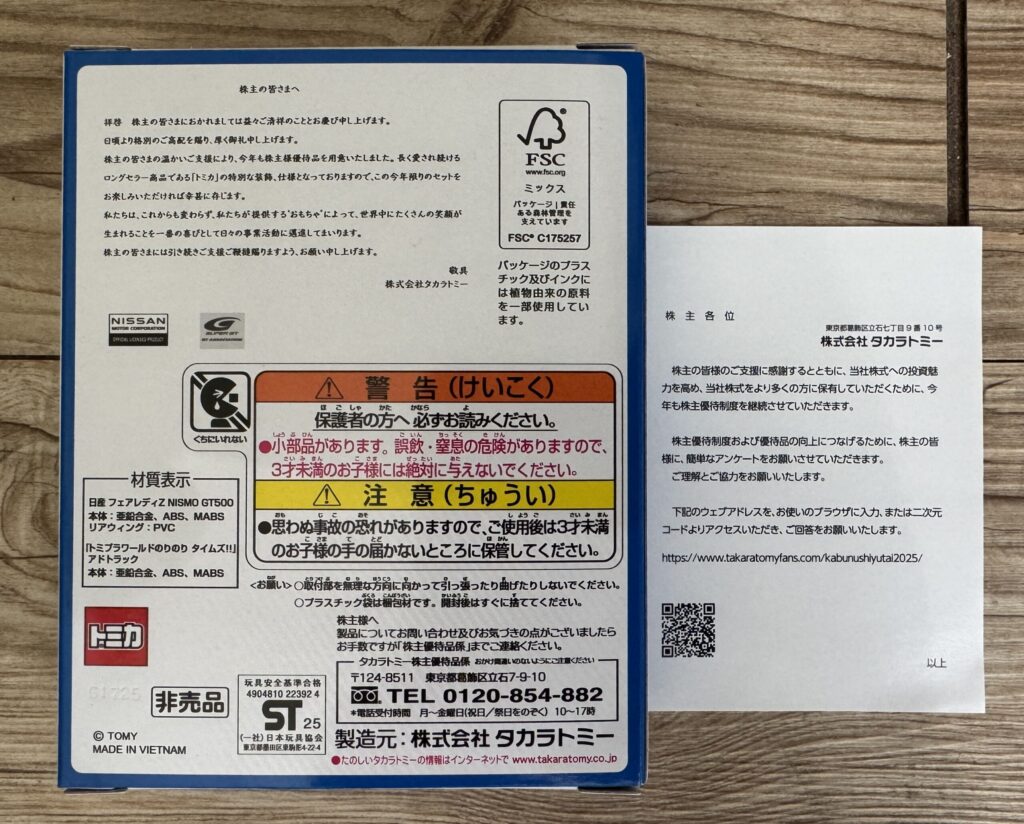 株主の皆さまへ
拝啓　株主の皆さまにおかれましては益々ご清祥のこととお慶び申し上げます。
日頃より格別のご高配を賜り、厚く御礼申し上げます。
株主の皆さまの温かいご支援により、今年も株主様優待品を用意いたしました。長く愛され続ける
ロングセラー商品である「トミカ」の特別な装飾、仕様となっておりますので、この今年限りのセットを
お楽しみいただければ幸甚に存じます。
私たちは、これからも変わらず、私たちが提供する"おもちゃ"によって、世界中にたくさんの笑顔が
生まれることを一番の喜びとして日々の事業活動に邁進してまいります。
株主の皆さまには引き続きご支援ご鞭撻賜りますよう、お願い申し上げます。
敬具
株式会社タカラトミー
FSC
www.fsc.org
ミックス
パッケージ｜責任
ある森林管理を
支えています
FSC® C175257
パッケージのプラス
チック及びインクに
は植物由来の原料
を一部使用してい
ます。
NISSAN
MOTOR CORPORATION
OFFICIAL LICENSED PRODUCT
SUPER GT
GT ASSOCIATION
くちにいれない
⚠ 警告（けいこく）
保護者の方へ必ずお読みください。
●小部品があります。誤飲・窒息の危険がありますので、
3才未満のお子様には絶対に与えないでください。
⚠ 注意（ちゅうい）
●思わぬ事故の恐れがありますので、ご使用後は3才未満
のお子様の手の届かないところに保管してください。
材質表示
日産 フェアレディZ NISMO GT500
本体：亜鉛合金、ABS、MABS
リアウィング：PVC
「トミプラワールドのりのり タイムズ!!」
アドトラック
本体：亜鉛合金、ABS、MABS
<お願い>○取付部を無理な方向に向かって引っ張ったり曲げたりしないでください。
○プラスチック袋は梱包材です。開封後はすぐに捨ててください。
株主様へ
製品についてお問い合わせ及びお気づきの点がございましたら
お手数ですが「株主優待品係」までご連絡ください。
タカラトミー株主優待品係 おかけ間違いのないようにご注意ください
〒124-8511　東京都葛飾区立石7-9-10
TEL 0120-854-882
*電話受付時間　月〜金曜日(祝日/祭日をのぞく) 10〜17時
トミカ
非売品
玩具安全基準合格
4904810 22392 4
ST 25
(一社)日本玩具協会
東京都墨田区東駒形4-22-4
© TOMY
MADE IN VIETNAM
製造元：株式会社 タカラトミー
●たのしいタカラトミーの情報はインターネットで www.takaratomy.co.jp
株主各位
東京都葛飾区立石七丁目9番10号
株式会社 タカラトミー
株主の皆様のご支援に感謝するとともに、当社株式への投資魅
力を高め、当社株式をより多くの方に保有していただくために、今
年も株主優待制度を継続させていただきます。
株主優待制度および優待品の向上につなげるために、株主の皆
様に、簡単なアンケートをお願いさせていただきます。
ご理解とご協力をお願いいたします。
下記のウェブアドレスを、お使いのブラウザに入力、または二次元
コードよりアクセスいただき、ご回答をお願いいたします。
https://www.takaratomyfans.com/kabunushiyutai2025/
以上